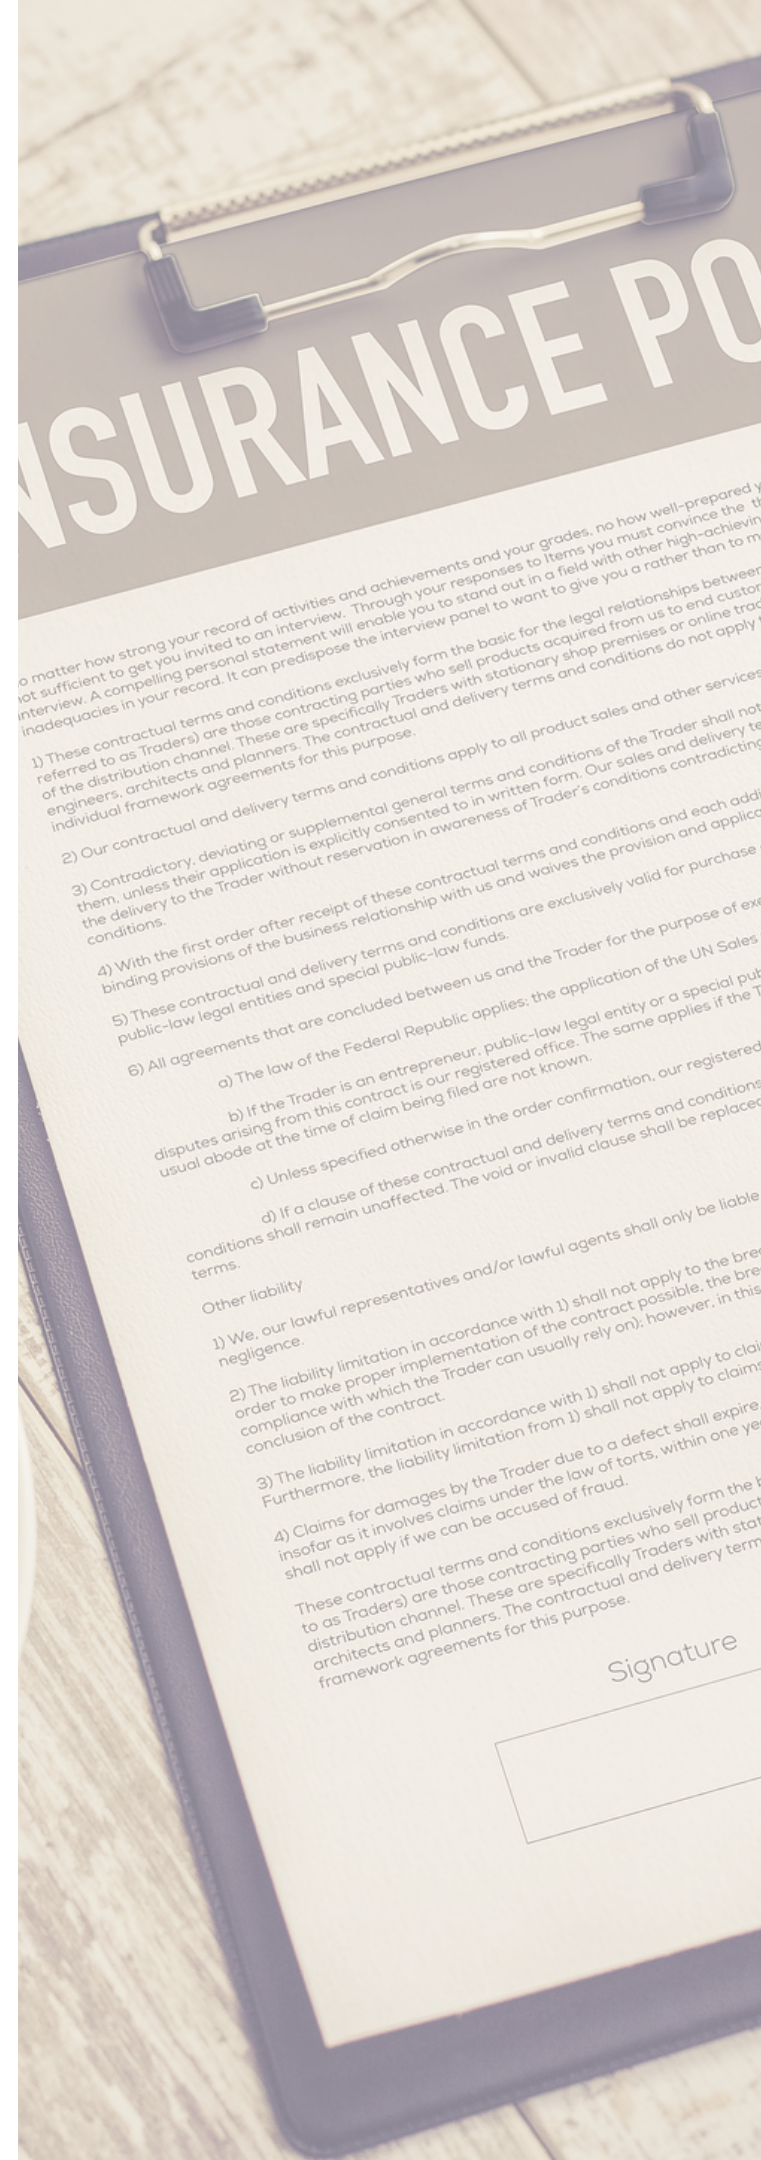 NSURANCE PO
o matter how strong your record of activities and achievements and your grades, no how well-prepared y
not sufficient to get you invited to an interview. Through your responses to Items you must convince the th
interview. A compelling personal statement will enable you to stand out in a field with other high-achievin
inadequacies in your record. It can predispose the interview panel to want to give you a rather than to m
1) These contractual terms and conditions exclusively form the basic for the legal relationships between
referred to as Traders) are those contracting parties who sell products acquired from us to end custom
of the distribution channel. These are specifically Traders with stationary shop premises or online trad
engineers, architects and planners. The contractual and delivery terms and conditions do not apply t
individual framework agreements for this purpose.
2) Our contractual and delivery terms and conditions apply to all product sales and other services
3) Contradictory, deviating or supplemental general terms and conditions of the Trader shall not
them, unless their application is explicitly consented to in written form. Our sales and delivery te
the delivery to the Trader without reservation in awareness of Trader's conditions contradicting
conditions.
4) With the first order after receipt of these contractual terms and conditions and each addi
binding provisions of the business relationship with us and waives the provision and applica
5) These contractual and delivery terms and conditions are exclusively valid for purchase
public-law legal entities and special public-law funds.
6) All agreements that are concluded between us and the Trader for the purpose of exe
a) The law of the Federal Republic applies; the application of the UN Sales
b) If the Trader is an entrepreneur, public-law legal entity or a special pub
disputes arising from this contract is our registered office. The same applies if the T
usual abode at the time of claim being filed are not known.
c) Unless specified otherwise in the order confirmation, our registered
d) If a clause of these contractual and delivery terms and conditions
conditions shall remain unaffected. The void or invalid clause shall be replaced
terms.
Other liability
1) We, our lawful representatives and/or lawful agents shall only be liable
negligence.
2) The liability limitation in accordance with 1) shall not apply to the bre
order to make proper implementation of the contract possible, the bre
compliance with which the Trader can usually rely on); however, in this
conclusion of the contract.
3) The liability limitation in accordance with 1) shall not apply to clai
Furthermore, the liability limitation from 1) shall not apply to claims
4) Claims for damages by the Trader due to a defect shall expire
insofar as it involves claims under the law of torts, within one ye
shall not apply if we can be accused of fraud.
These contractual terms and conditions exclusively form the b
to as Traders) are those contracting parties who sell product
distribution channel. These are specifically Traders with stat
architects and planners. The contractual and delivery term
framework agreements for this purpose.
Signature